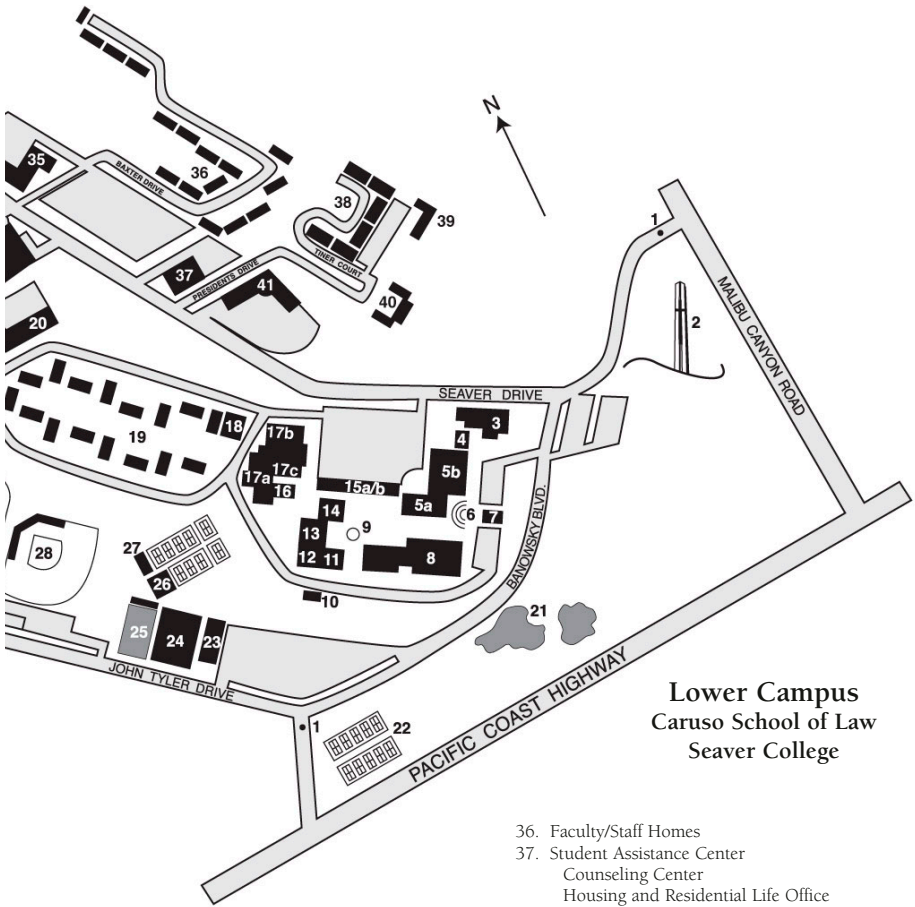 N
35
BAXTER DRIVE
36
38
39
1
37
PRESIDENTS DRIVE
TINER COURT
41
40
MALIBU CANYON ROAD
2
20
SEAVER DRIVE
19
18
17b
3
4
5b
17a
17c
16
15a/b
5a
14
6
7
9
13
12
11
8
BANOWSKY BLVD.
28
27
26
10
21
25
24
23
JOHN TYLER DRIVE
1
22
PACIFIC COAST HIGHWAY
Lower Campus
Caruso School of Law
Seaver College
36. Faculty/Staff Homes
37. Student Assistance Center
Counseling Center
Housing and Residential Life Office